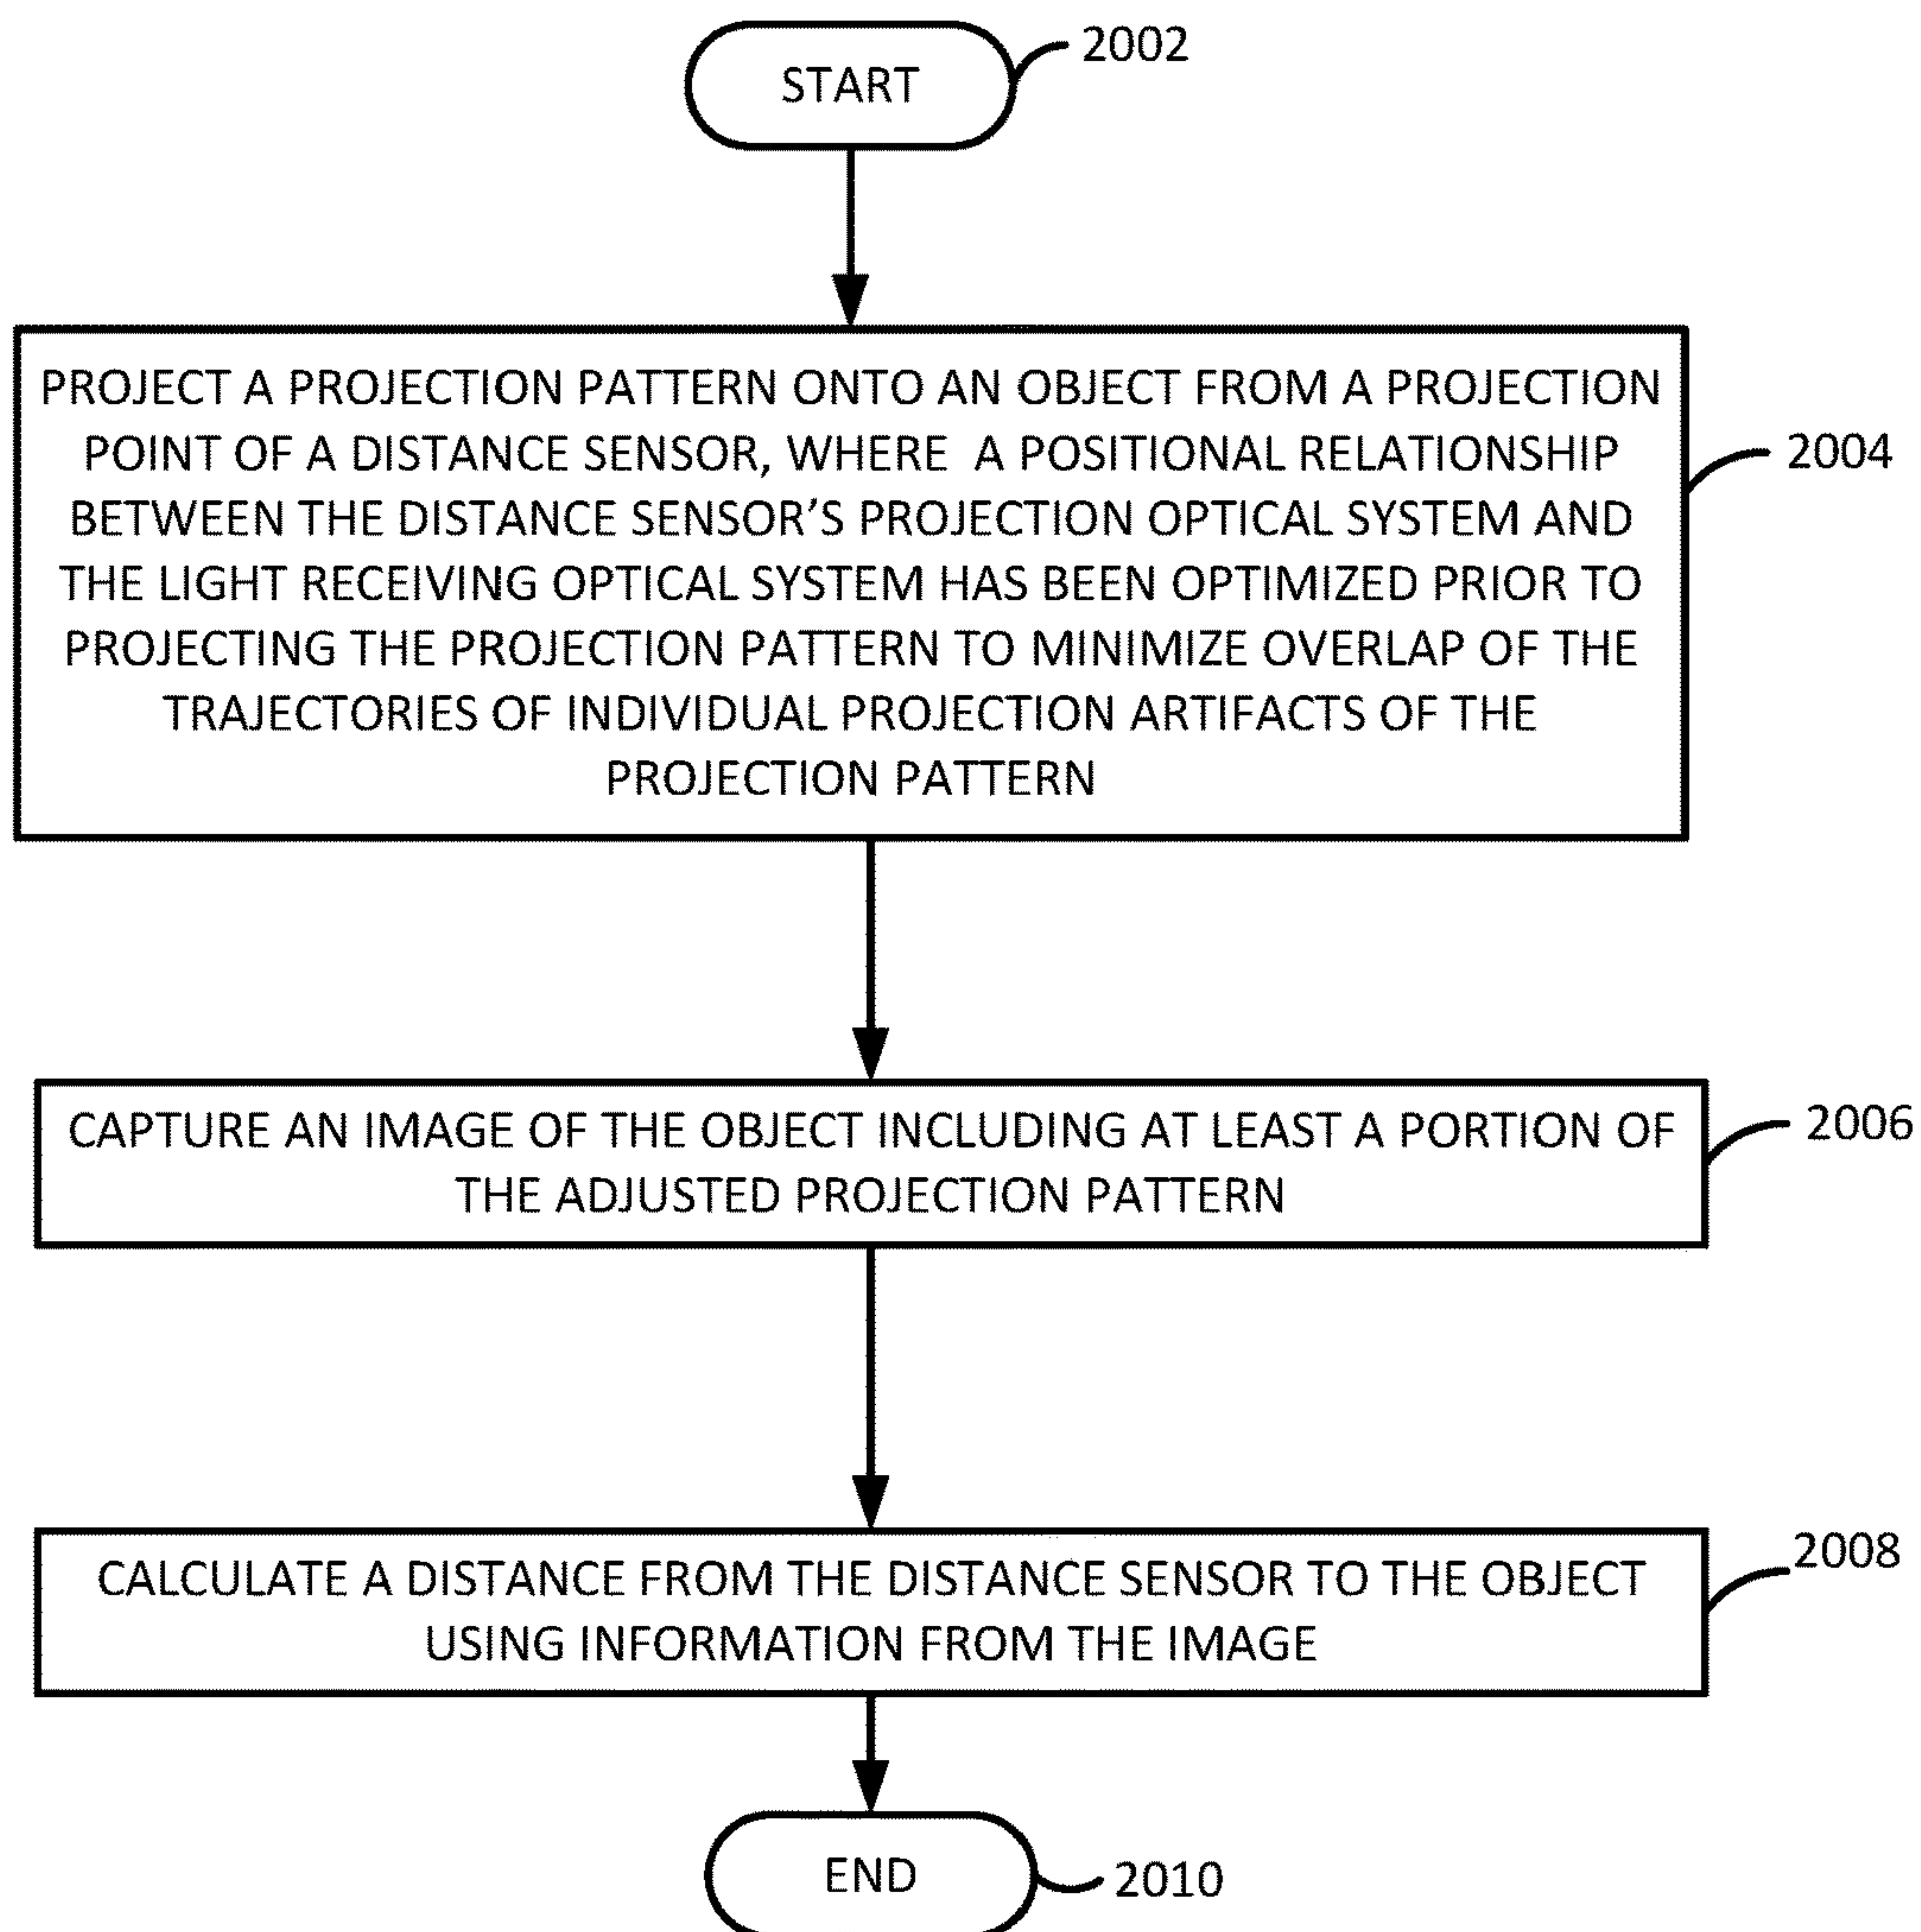 START
2002
PROJECT A PROJECTION PATTERN ONTO AN OBJECT FROM A PROJECTION
POINT OF A DISTANCE SENSOR, WHERE A POSITIONAL RELATIONSHIP
BETWEEN THE DISTANCE SENSOR'S PROJECTION OPTICAL SYSTEM AND
THE LIGHT RECEIVING OPTICAL SYSTEM HAS BEEN OPTIMIZED PRIOR TO
PROJECTING THE PROJECTION PATTERN TO MINIMIZE OVERLAP OF THE
TRAJECTORIES OF INDIVIDUAL PROJECTION ARTIFACTS OF THE
PROJECTION PATTERN
2004
CAPTURE AN IMAGE OF THE OBJECT INCLUDING AT LEAST A PORTION OF
THE ADJUSTED PROJECTION PATTERN
2006
CALCULATE A DISTANCE FROM THE DISTANCE SENSOR TO THE OBJECT
USING INFORMATION FROM THE IMAGE
2008
END
2010